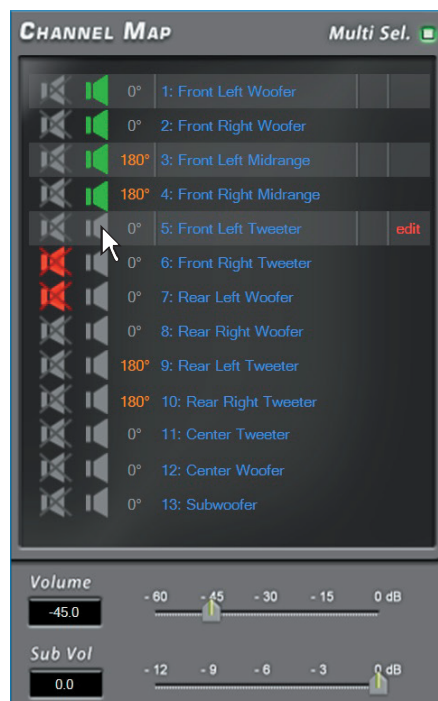 CHANNEL MAP Multi Sel.
0° 1: Front Left Woofer
0° 2: Front Right Woofer
180° 3: Front Left Midrange
180° 4: Front Right Midrange
0° 5: Front Left Tweeter edit
0° 6: Front Right Tweeter
0° 7: Rear Left Woofer
0° 8: Rear Right Woofer
180° 9: Rear Left Tweeter
180° 10: Rear Right Tweeter
0° 11: Center Tweeter
0° 12: Center Woofer
0° 13: Subwoofer
Volume
- 60 - 45 - 30 - 15 0 dB
-45.0
Sub Vol
- 12 - 9 - 6 - 3 0 dB
0.0